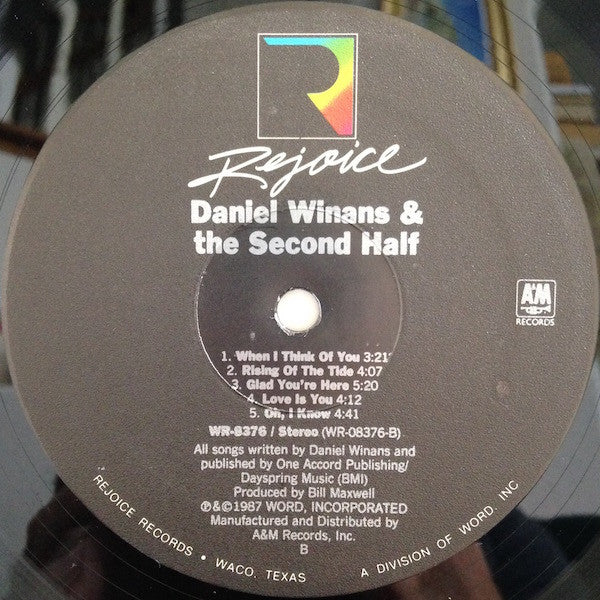 R
Rejoice
Daniel Winans &
the Second Half
A&M
RECORDS
1. When I Think Of You 3:21
2. Rising Of The Tide 4:07
3. Glad You're Here 5:20
4. Love Is You 4:12
5. Oh, I Know 4:41
WR-8376 / Stereo (WR-08376-B)
All songs written by Daniel Winans and
published by One Accord Publishing/
Dayspring Music (BMI)
Produced by Bill Maxwell
℗&©1987 WORD, INCORPORATED
Manufactured and Distributed by
A&M Records, Inc.
B
REJOICE RECORDS • WACO, TEXAS A DIVISION OF WORD, INC